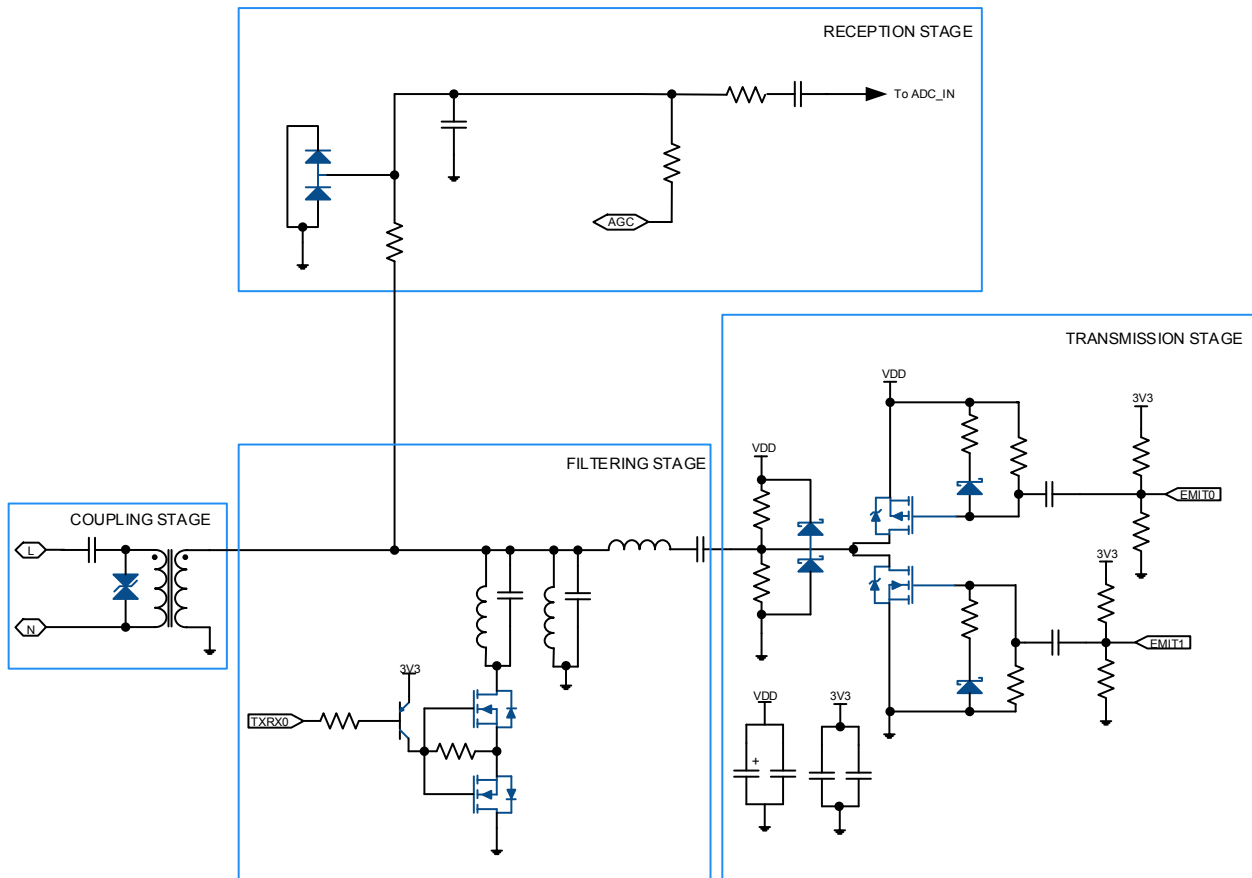 RECEPTION STAGE
To ADC_IN
AGC
TRANSMISSION STAGE
VDD
3V3
VDD
EMIT0
FILTERING STAGE
COUPLING STAGE
L
N
3V3
EMIT1
3V3
TXRX0
VDD
3V3
+